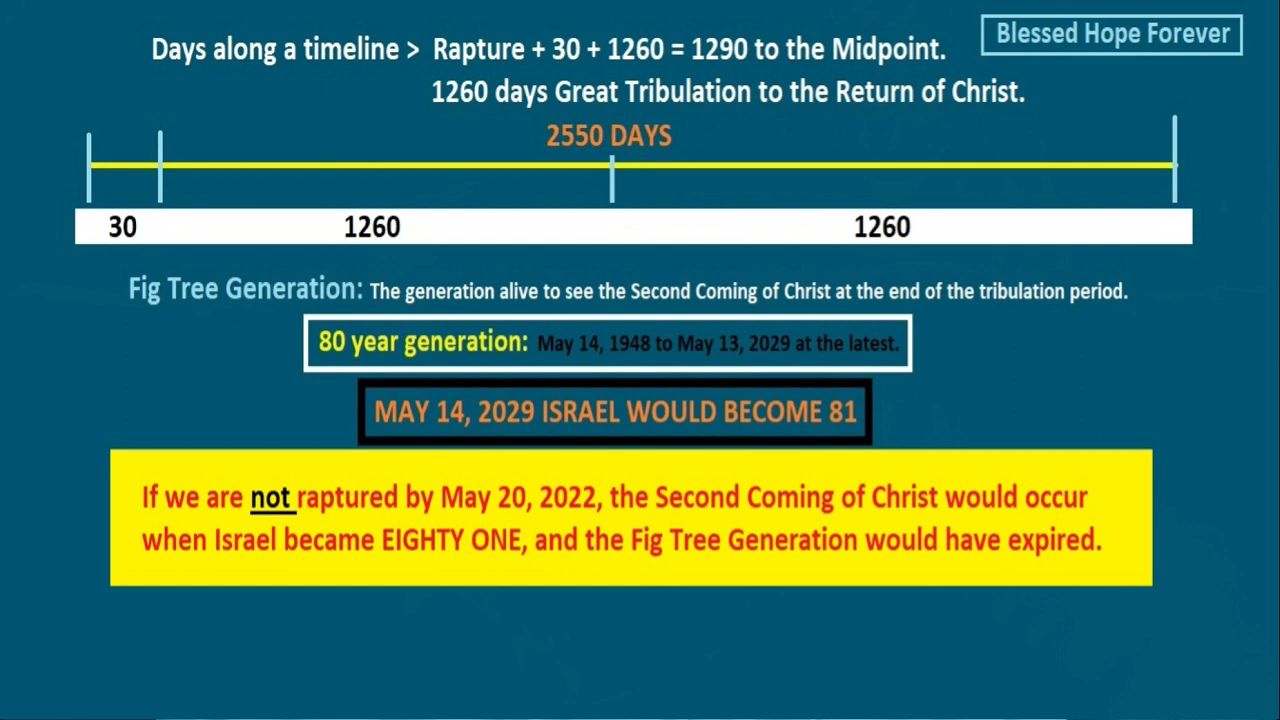 Blessed Hope Forever
Days along a timeline > Rapture + 30 + 1260 = 1290 to the Midpoint.
1260 days Great Tribulation to the Return of Christ.
2550 DAYS
30 1260 1260
Fig Tree Generation: The generation alive to see the Second Coming of Christ at the end of the tribulation period.
80 year generation: May 14, 1948 to May 13, 2029 at the latest.
MAY 14, 2029 ISRAEL WOULD BECOME 81
If we are not raptured by May 20, 2022, the Second Coming of Christ would occur
when Israel became EIGHTY ONE, and the Fig Tree Generation would have expired.